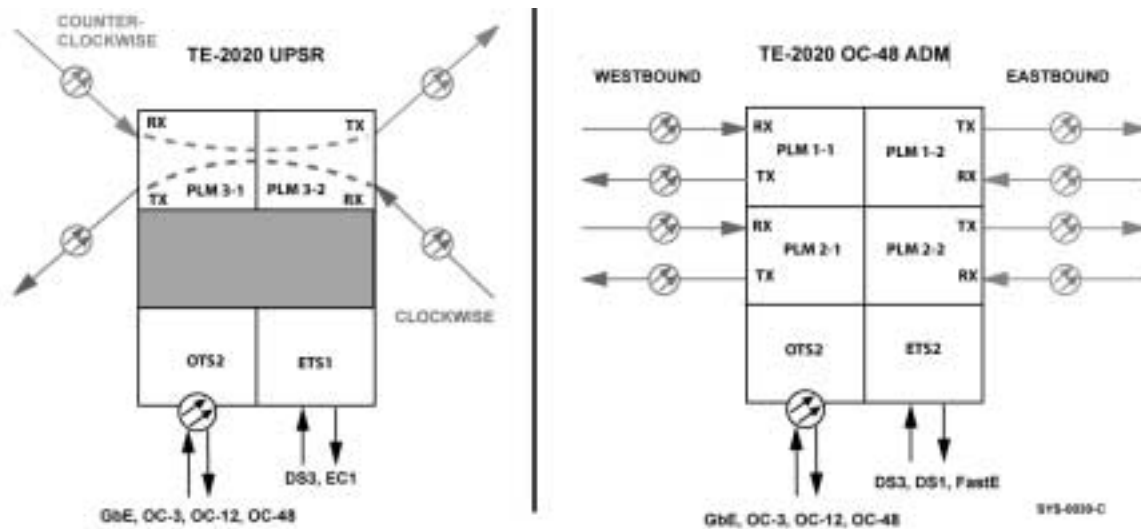 COUNTER-
CLOCKWISE
TE-2020 UPSR
RX
TX
TX
PLM 3-1
PLM 3-2
RX
CLOCKWISE
OTS2
ETS1
DS3, EC1
GbE, OC-3, OC-12, OC-48
TE-2020 OC-48 ADM
WESTBOUND
EASTBOUND
RX
PLM 1-1
TX
TX
PLM 1-2
RX
RX
PLM 2-1
TX
TX
PLM 2-2
RX
OTS2
ETS2
DS3, DS1, FastE
GbE, OC-3, OC-12, OC-48
SYS-0030-C